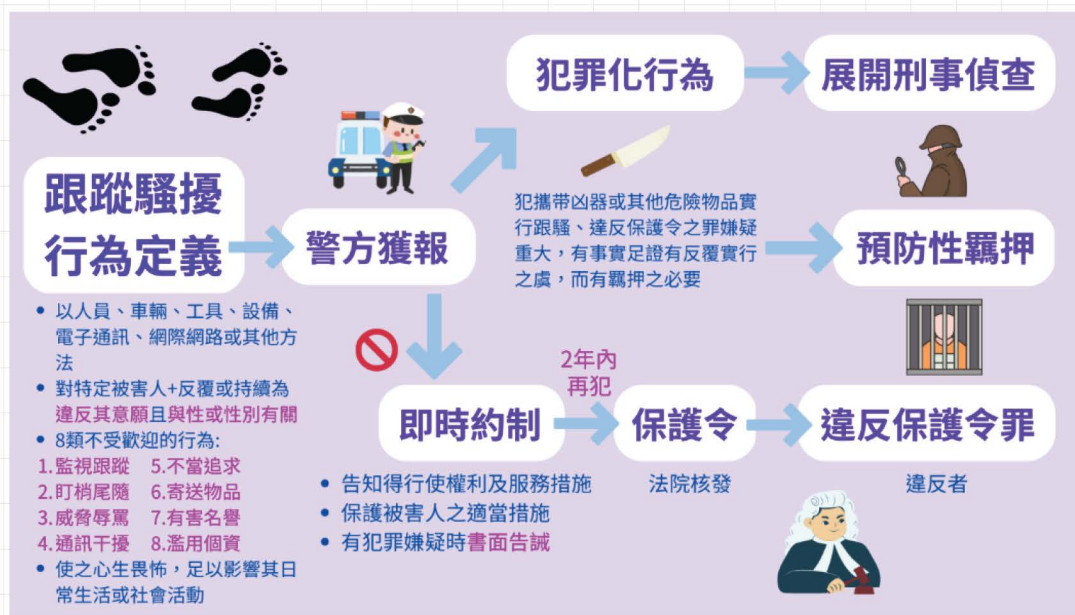 跟蹤騷擾
行為定義
以人員、車輛、工具、設備、
電子通訊、網際網路或其他方
法
對特定被害人+反覆或持續為
違反其意願且與性或性別有關
8類不受歡迎的行為:
1.監視跟蹤 5.不當追求
2.盯梢尾隨 6.寄送物品
3.威脅辱罵 7.有害名譽
4.通訊干擾 8.濫用個資
使之心生畏怖，足以影響其日
常生活或社會活動
警方獲報
犯罪化行為
展開刑事偵查
犯攜带凶器或其他危險物品實
行跟騷、違反保護令之罪嫌疑
重大，有事實足證有反覆實行
之虞，而有羈押之必要
預防性羈押
即時約制
告知得行使權利及服務措施
保護被害人之適當措施
有犯罪嫌疑時書面告誡
2年內
再犯
保護令
法院核發
違反保護令罪
違反者